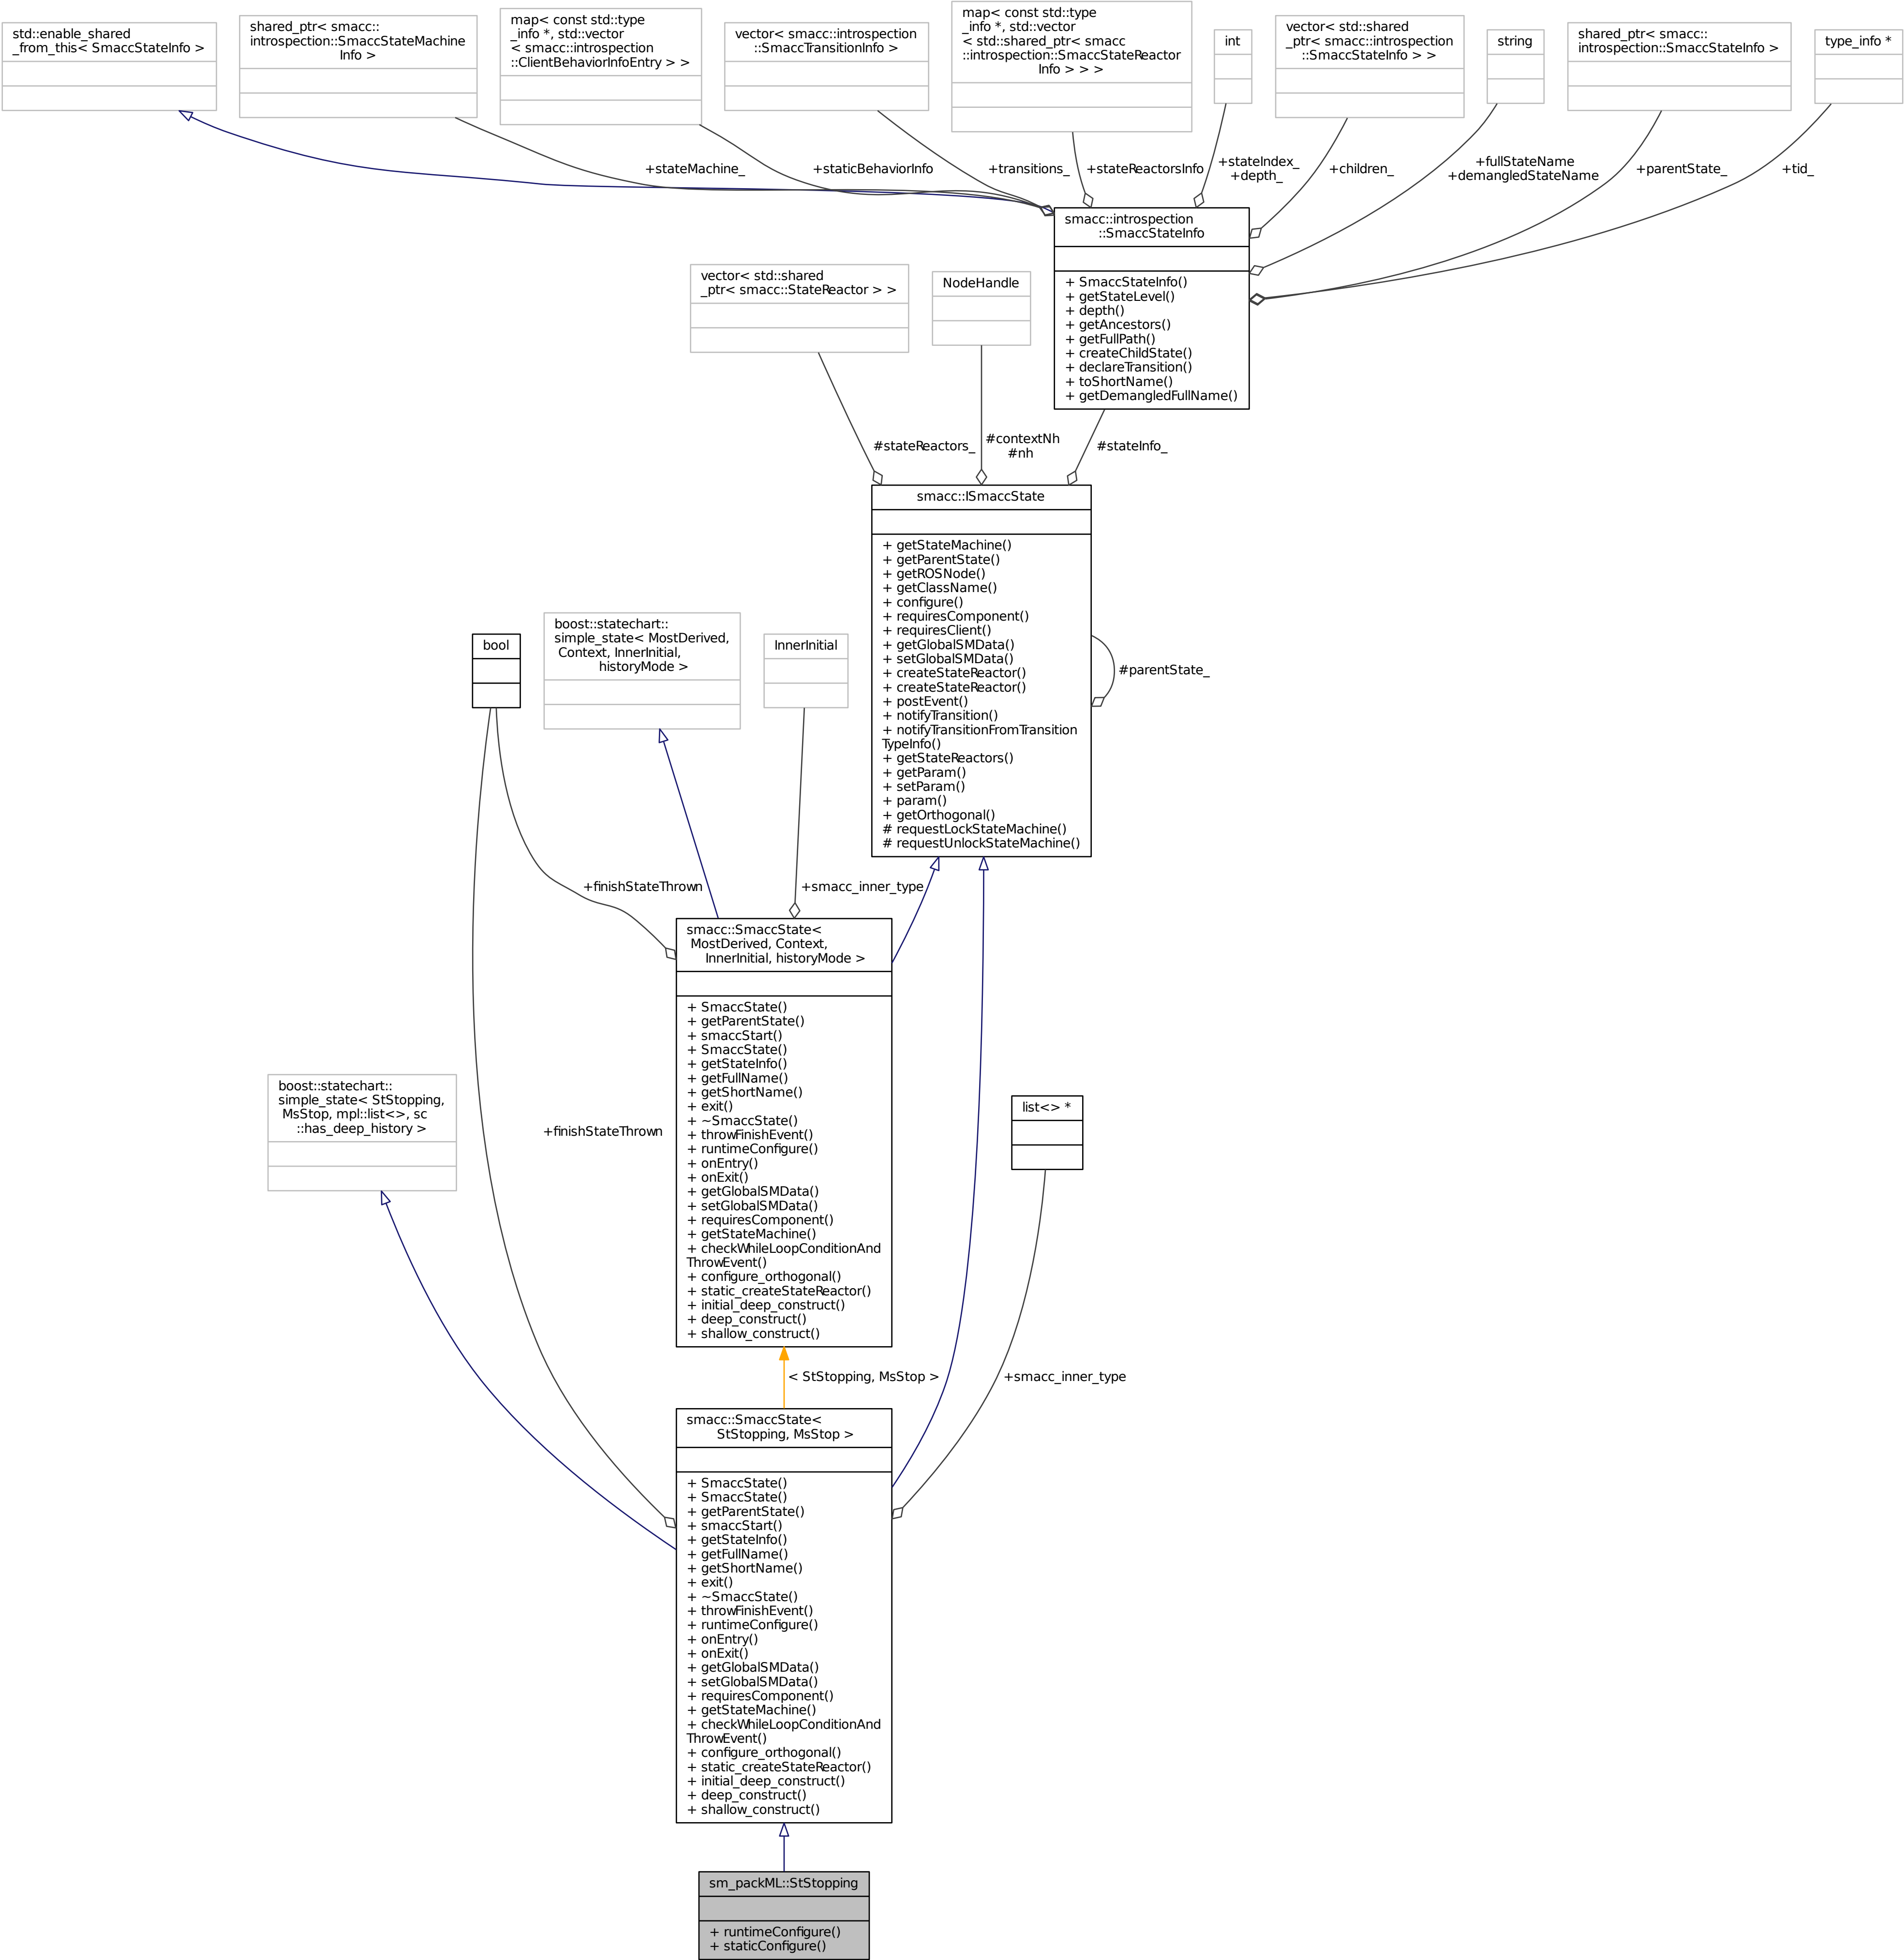 std::enable_shared
_from_this< SmaccStateInfo >
shared_ptr< smacc::
introspection::SmaccStateMachine
Info >
map< const std::type
_info *, std::vector
< smacc::introspection
::ClientBehaviorInfoEntry > >
vector< smacc::introspection
::SmaccTransitionInfo >
map< const std::type
_info *, std::vector
< std::shared_ptr< smacc
::introspection::SmaccStateReactor
Info > > >
int
vector< std::shared
_ptr< smacc::introspection
::SmaccStateInfo > >
string
shared_ptr< smacc::
introspection::SmaccStateInfo >
type_info *
+stateMachine_
+staticBehaviorInfo
+transitions_
+stateReactorsInfo
+stateIndex_
+depth_
+children_
+fullStateName
+demangledStateName
+parentState_
+tid_
smacc::introspection
::SmaccStateInfo
+ SmaccStateInfo()
+ getStateLevel()
+ depth()
+ getAncestors()
+ getFullPath()
+ createChildState()
+ declareTransition()
+ toShortName()
+ getDemangledFullName()
vector< std::shared
_ptr< smacc::StateReactor > >
NodeHandle
#stateReactors_
#contextNh
#nh
#stateInfo_
smacc::ISmaccState
+ getStateMachine()
+ getParentState()
+ getROSNode()
+ getClassName()
+ configure()
+ requiresComponent()
+ requiresClient()
+ getGlobalSMData()
+ setGlobalSMData()
+ createStateReactor()
+ createStateReactor()
+ postEvent()
+ notifyTransition()
+ notifyTransitionFromTransition
TypeInfo()
+ getStateReactors()
+ getParam()
+ setParam()
+ param()
+ getOrthogonal()
# requestLockStateMachine()
# requestUnlockStateMachine()
#parentState_
bool
boost::statechart::
simple_state< MostDerived,
Context, InnerInitial,
historyMode >
InnerInitial
+finishStateThrown
+smacc_inner_type
smacc::SmaccState<
MostDerived, Context,
InnerInitial, historyMode >
+ SmaccState()
+ getParentState()
+ smaccStart()
+ SmaccState()
+ getStateInfo()
+ getFullName()
+ getShortName()
+ exit()
+ ~SmaccState()
+ throwFinishEvent()
+ runtimeConfigure()
+ onEntry()
+ onExit()
+ getGlobalSMData()
+ setGlobalSMData()
+ requiresComponent()
+ getStateMachine()
+ checkWhileLoopConditionAnd
ThrowEvent()
+ configure_orthogonal()
+ static_createStateReactor()
+ initial_deep_construct()
+ deep_construct()
+ shallow_construct()
boost::statechart::
simple_state< StStopping,
MsStop, mpl::list<>, sc
::has_deep_history >
+finishStateThrown
list<> *
< StStopping, MsStop >
+smacc_inner_type
smacc::SmaccState<
StStopping, MsStop >
+ SmaccState()
+ SmaccState()
+ getParentState()
+ smaccStart()
+ getStateInfo()
+ getFullName()
+ getShortName()
+ exit()
+ ~SmaccState()
+ throwFinishEvent()
+ runtimeConfigure()
+ onEntry()
+ onExit()
+ getGlobalSMData()
+ setGlobalSMData()
+ requiresComponent()
+ getStateMachine()
+ checkWhileLoopConditionAnd
ThrowEvent()
+ configure_orthogonal()
+ static_createStateReactor()
+ initial_deep_construct()
+ deep_construct()
+ shallow_construct()
sm_packML::StStopping
+ runtimeConfigure()
+ staticConfigure()